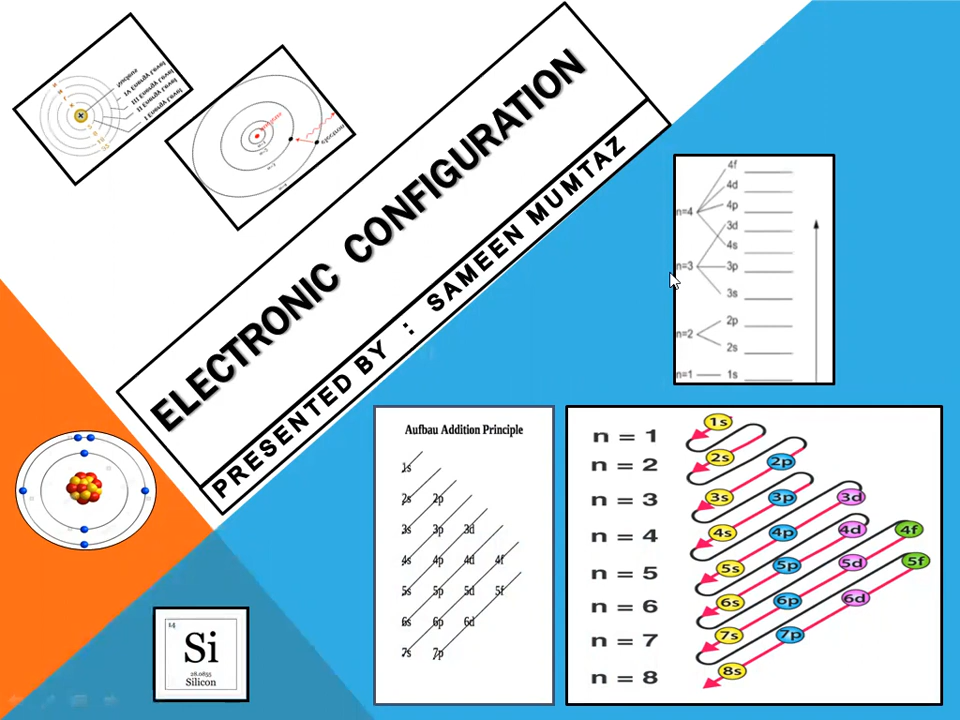 ELECTRONIC CONFIGURATION
PRESENTED BY : SAMEEN MUMTAZ
4f
4d
4p
n=4
3d
4s
n=3
3p
3s
2p
n=2
2s
n=1
1s
Aufbau Addition Principle
1s
2s 2p
3s 3p 3d
4s 4p 4d 4f
5s 5p 5d 5f
6s 6p 6d
7s 7p
n = 1 1s
n = 2 2s 2p
n = 3 3s 3p 3d
n = 4 4s 4p 4d 4f
n = 5 5s 5p 5d 5f
n = 6 6s 6p 6d
n = 7 7s 7p
n = 8 8s
14
Si
28.0855
Silicon